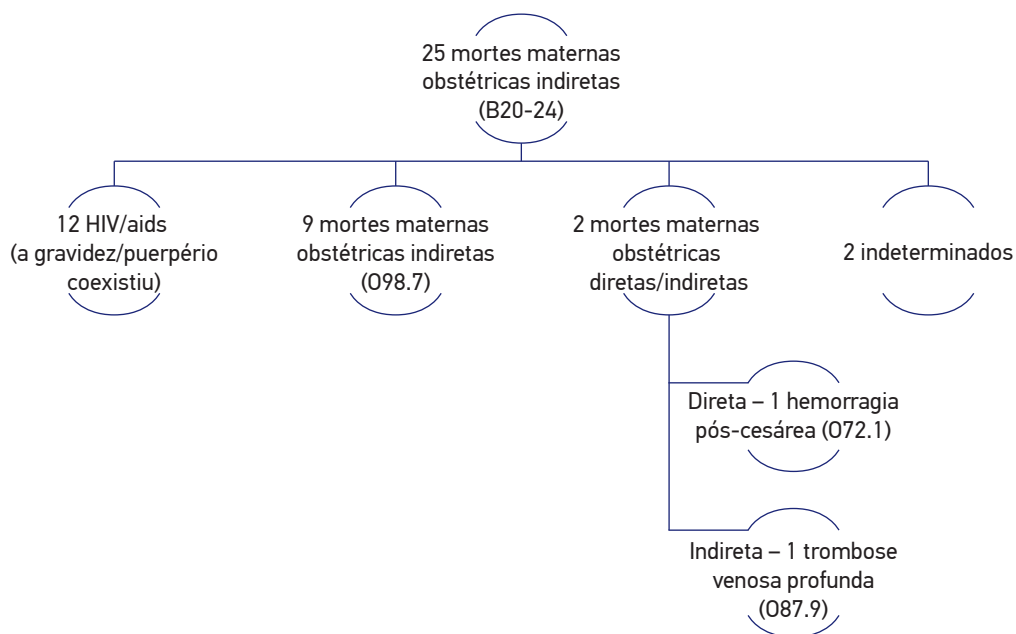 25 mortes maternas
obstétricas indiretas
(B20-24)
12 HIV/aids
(a gravidez/puerpério
coexistiu)
9 mortes maternas
obstétricas indiretas
(O98.7)
2 mortes maternas
obstétricas
diretas/indiretas
2 indeterminados
Direta – 1 hemorragia
pós-cesárea (O72.1)
Indireta – 1 trombose
venosa profunda
(O87.9)